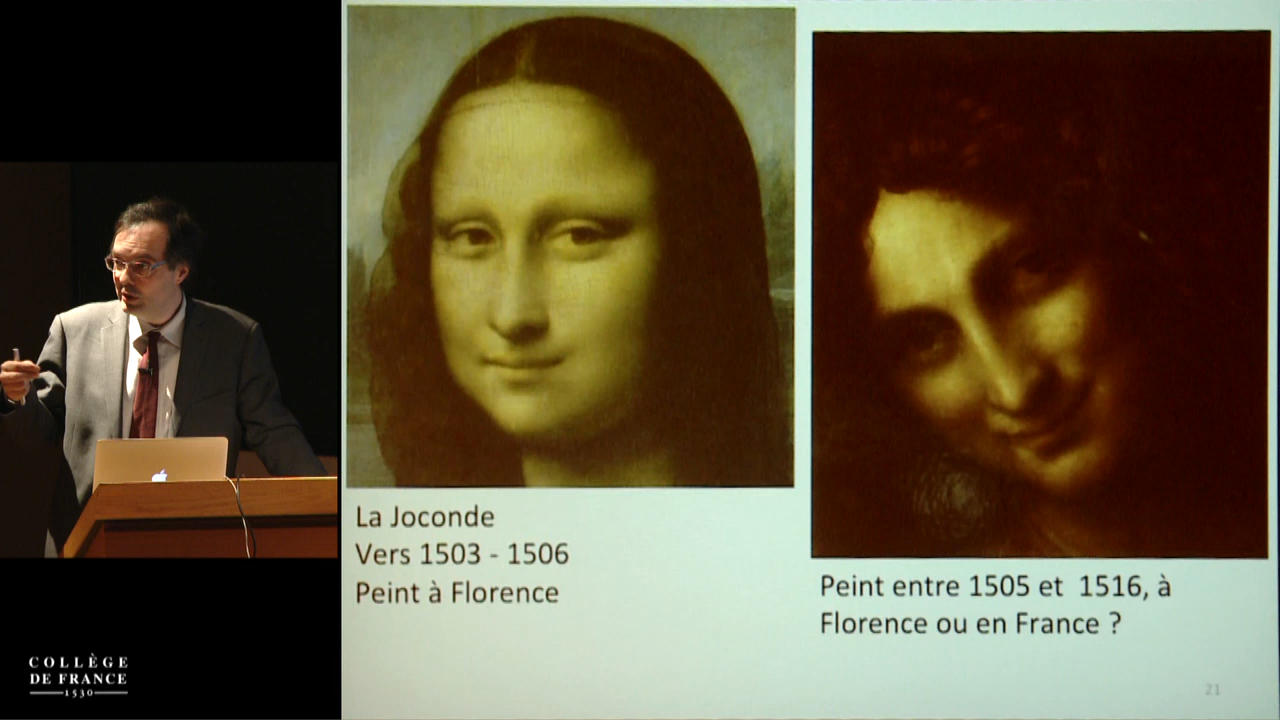 La Joconde
Vers 1503 - 1506
Peint à Florence
Peint entre 1505 et 1516, à
Florence ou en France ?
21
COLLÈGE
DE FRANCE
1530